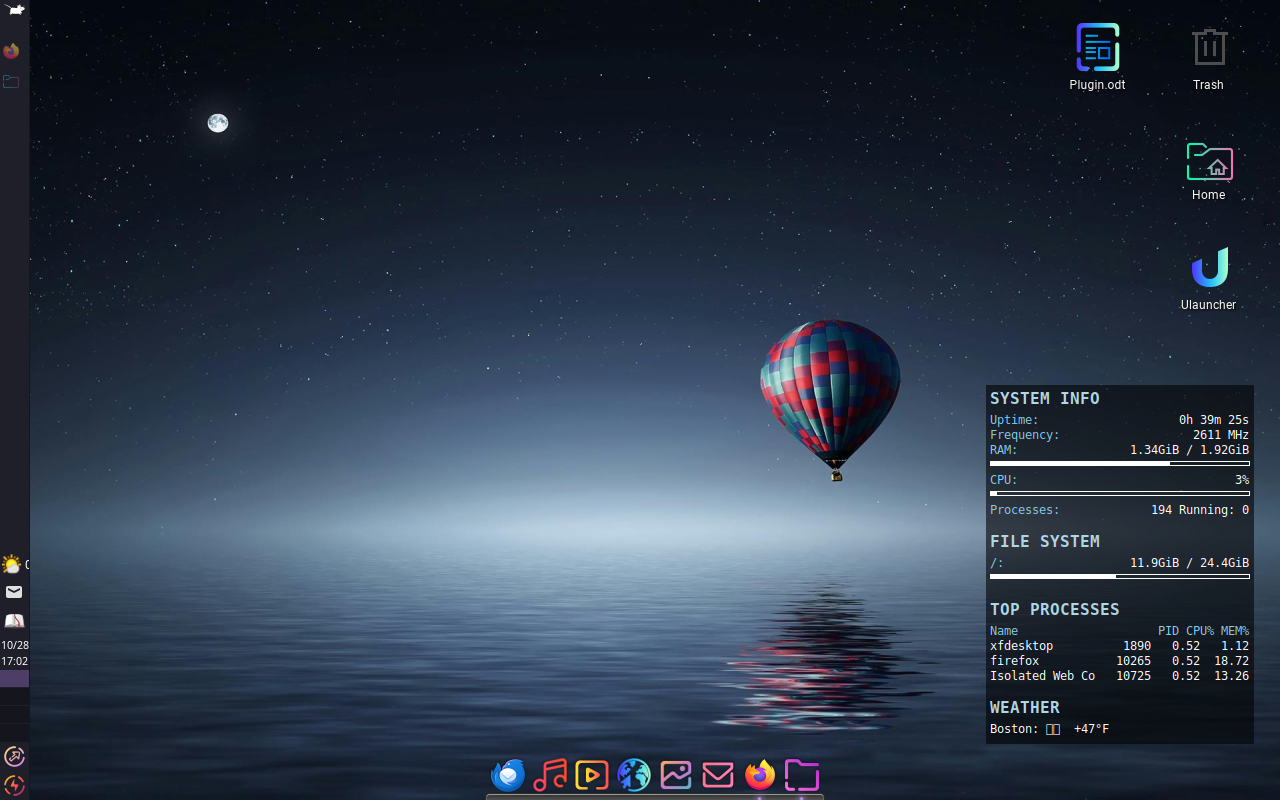 Plugin.odt
Trash
Home
Ulauncher
SYSTEM INFO
Uptime: 0h 39m 25s
Frequency: 2611 MHz
RAM: 1.34GiB / 1.92GiB
CPU: 3%
Processes: 194 Running: 0
FILE SYSTEM
/: 11.9GiB / 24.4GiB
TOP PROCESSES
Name PID CPU% MEM%
xfdesktop 1890 0.52 1.12
firefox 10265 0.52 18.72
Isolated Web Co 10725 0.52 13.26
WEATHER
Boston: +47°F
10/28
17:02